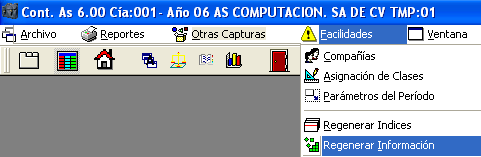 Cont. As 6.00 Cía:001- Año 06 AS COMPUTACION. SA DE CV TMP:01
Archivo Reportes Otras Capturas Facilidades Ventana
Compañías
Asignación de Clases
Parámetros del Período
Regenerar Indices
Regenerar Información